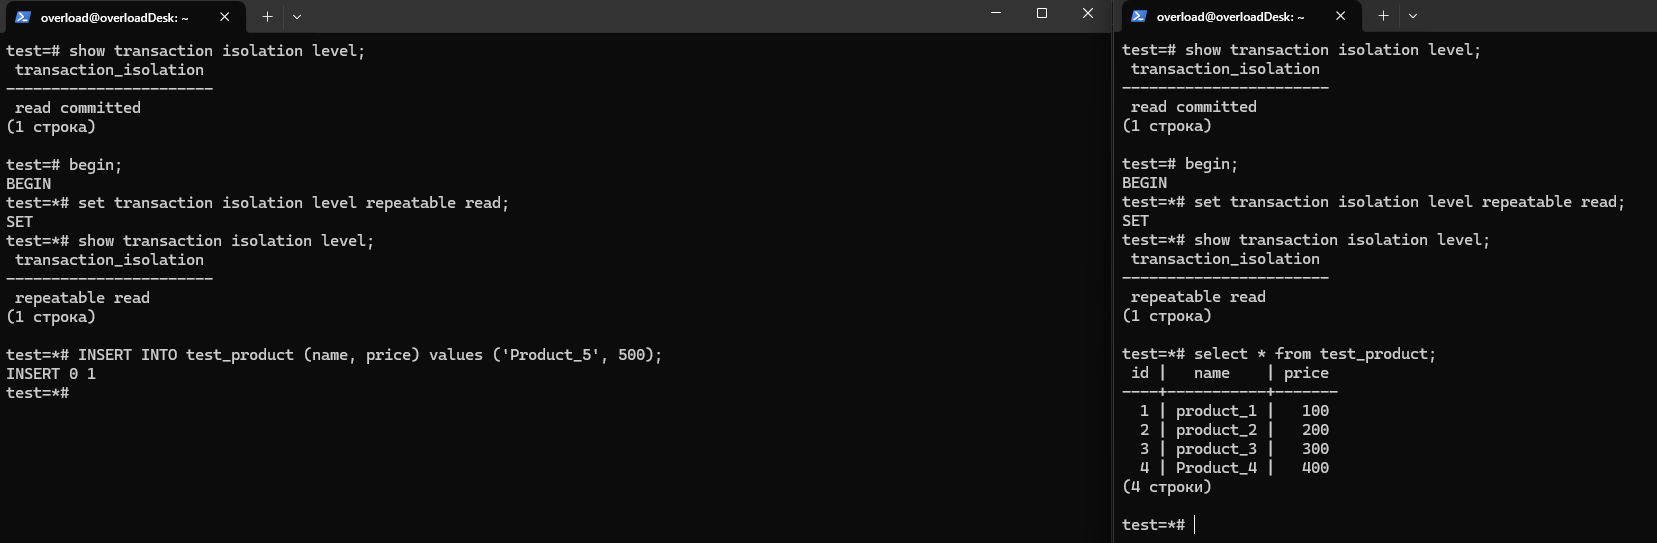 overload@overloadDesk: ~
test=# show transaction isolation level;
transaction_isolation
-----------------------
read committed
(1 строка)
test=# begin;
BEGIN
test=*# set transaction isolation level repeatable read;
SET
test=*# show transaction isolation level;
transaction_isolation
-----------------------
repeatable read
(1 строка)
test=*# INSERT INTO test_product (name, price) values ('Product_5', 500);
INSERT 0 1
test=*#
overload@overloadDesk: ~
test=# show transaction isolation level;
transaction_isolation
-----------------------
read committed
(1 строка)
test=# begin;
BEGIN
test=*# set transaction isolation level repeatable read;
SET
test=*# show transaction isolation level;
transaction_isolation
-----------------------
repeatable read
(1 строка)
test=*# select * from test_product;
id | name | price
----+-----------+-------
1 | product_1 | 100
2 | product_2 | 200
3 | product_3 | 300
4 | Product_4 | 400
(4 строки)
test=*#